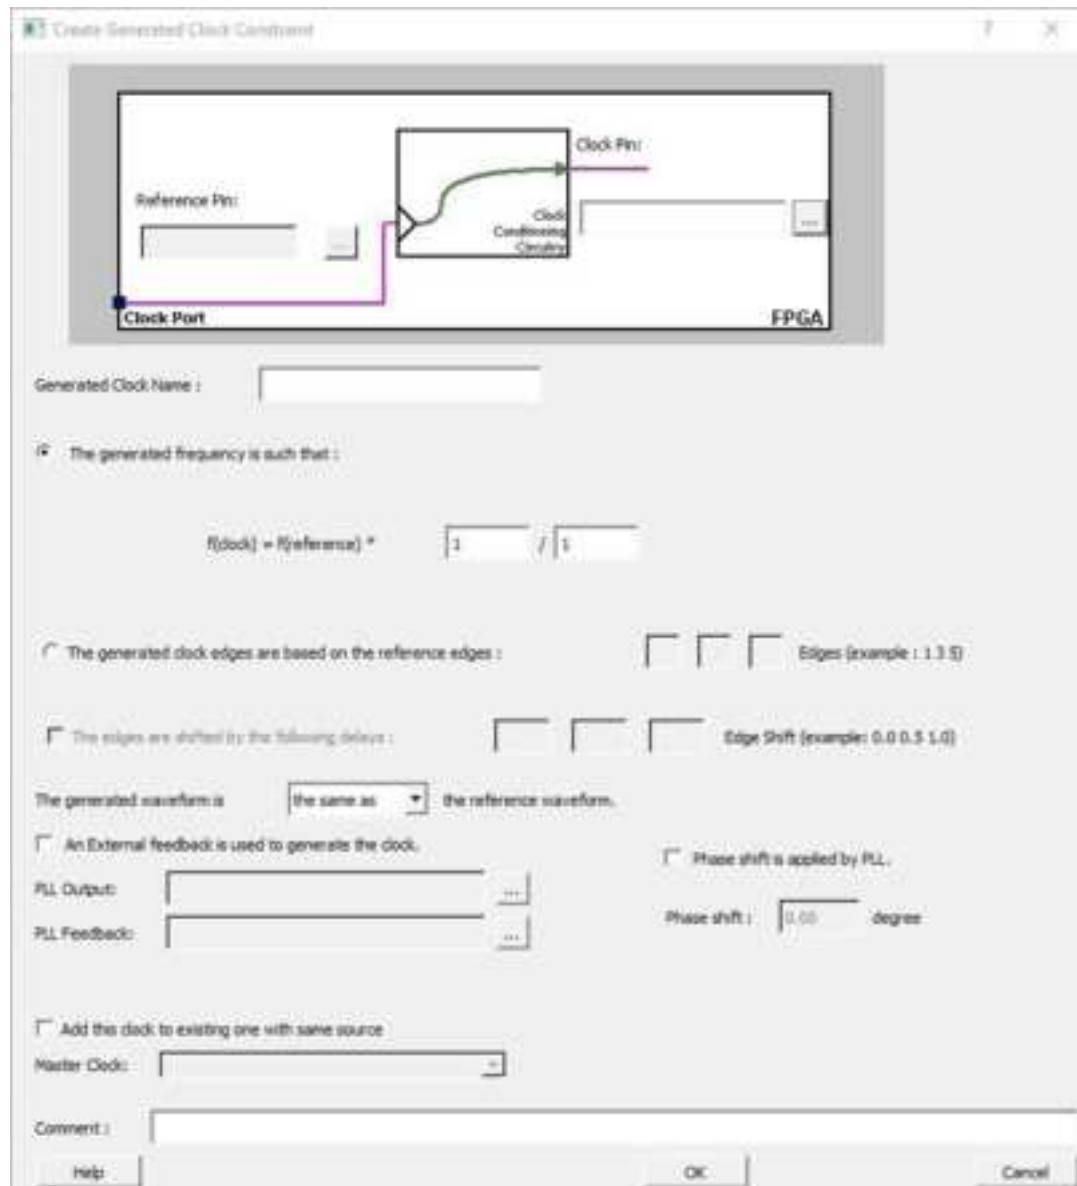 Create Generated Clock Constraint ? X
Clock Pin:
Reference Pin:
...
...
Clock
Conditioning
Circuitry
Clock Port
FPGA
Generated Clock Name :
The generated frequency is such that :
f(clock) = f(reference) * 1 / 1
The generated clock edges are based on the reference edges : Edges (example : 1 3 5)
The edges are shifted by the following delays : Edge Shift (example: 0.0 0.5 1.0)
The generated waveform is the same as the reference waveform.
An External feedback is used to generate the clock.
Phase shift is applied by PLL.
PLL Output: ...
Phase shift : 0.00 degree
PLL Feedback: ...
Add this clock to existing one with same source
Master Clock:
Comment :
Help OK Cancel